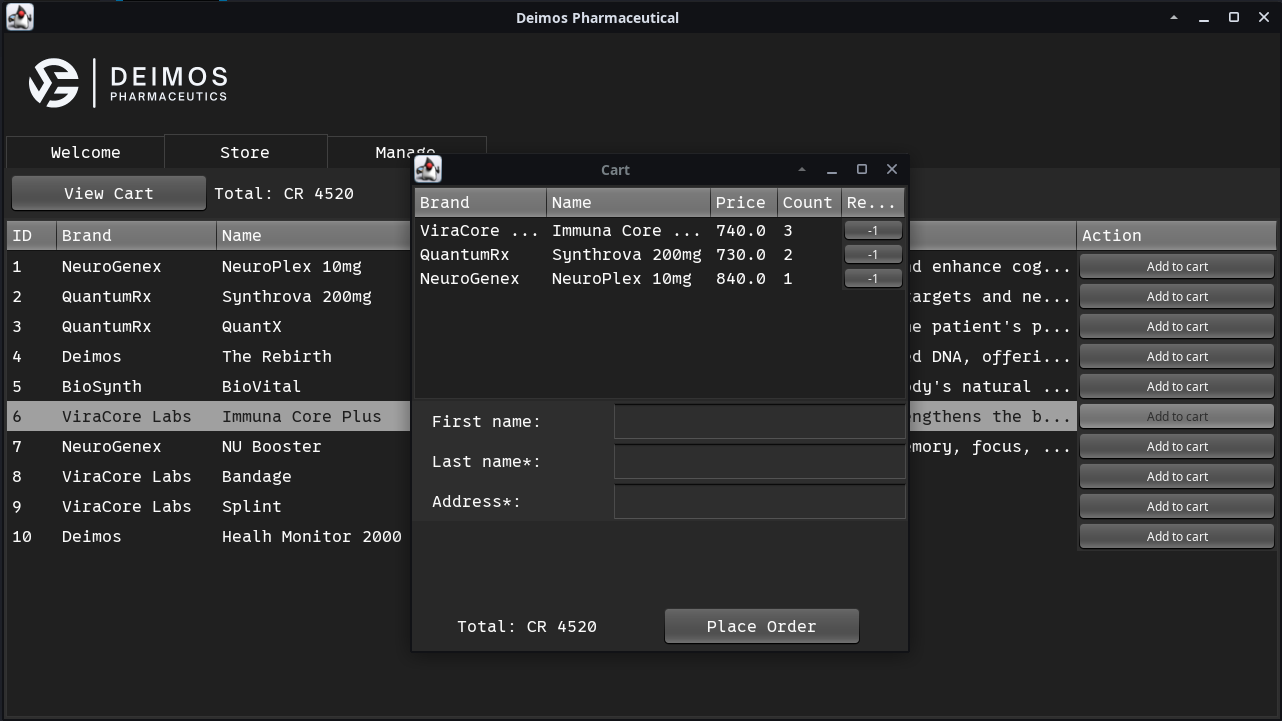 Deimos Pharmaceutical
DEIMOS
PHARMACEUTICS
Welcome Store Manage
View Cart Total: CR 4520
ID Brand Name Action
1 NeuroGenex NeuroPlex 10mg enhance cog... Add to cart
2 QuantumRx Synthrova 200mg targets and ne... Add to cart
3 QuantumRx QuantX patient's p... Add to cart
4 Deimos The Rebirth DNA, offeri... Add to cart
5 BioSynth BioVital natural ... Add to cart
6 ViraCore Labs Immuna Core Plus the b... Add to cart
7 NeuroGenex NU Booster focus, ... Add to cart
8 ViraCore Labs Bandage Add to cart
9 ViraCore Labs Splint Add to cart
10 Deimos Healh Monitor 2000 Add to cart
Cart
Brand Name Price Count Re...
ViraCore ... Immuna Core ... 740.0 3 -1
QuantumRx Synthrova 200mg 730.0 2 -1
NeuroGenex NeuroPlex 10mg 840.0 1 -1
First name:
Last name*:
Address*:
Total: CR 4520 Place Order